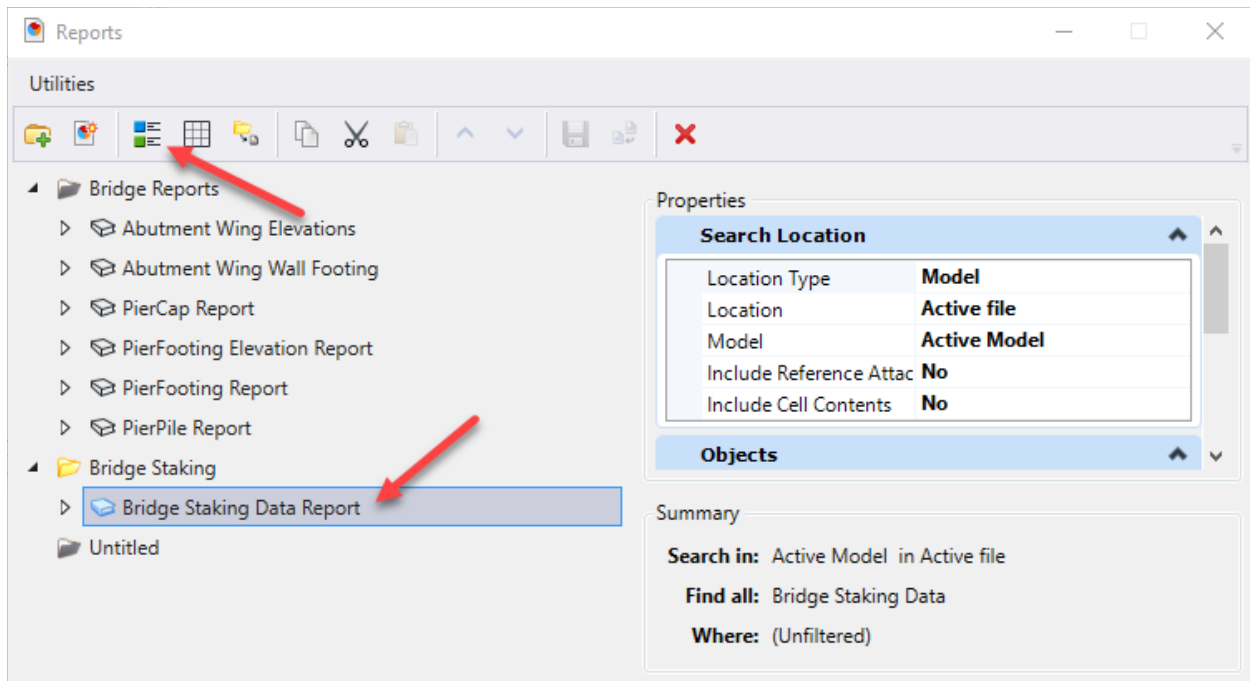 Reports
Utilities
Bridge Reports
Abutment Wing Elevations
Abutment Wing Wall Footing
PierCap Report
PierFooting Elevation Report
PierFooting Report
PierPile Report
Bridge Staking
Bridge Staking Data Report
Untitled
Properties
Search Location
Location Type Model
Location Active file
Model Active Model
Include Reference Attac No
Include Cell Contents No
Objects
Summary
Search in: Active Model in Active file
Find all: Bridge Staking Data
Where: (Unfiltered)